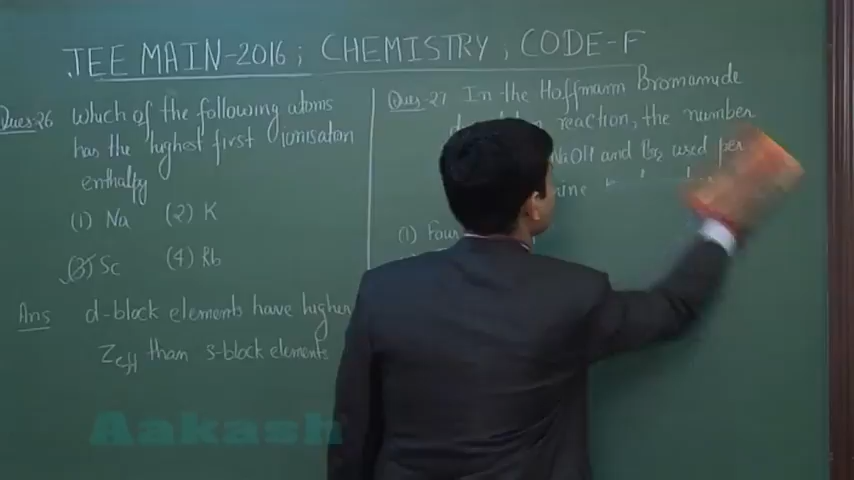 JEE MAIN-2016; CHEMISTRY, CODE-F
Ques-26 Which of the following atoms
has the highest first ionisation
enthalpy
(1) Na (2) K
(3) Sc (4) Rb
Ans d-block elements have higher
Zeff than s-block elements
Ques-27 In the Hoffmann Bromamide
reaction, the number
NaOH and Br2 used per
(1) Four
Aakash